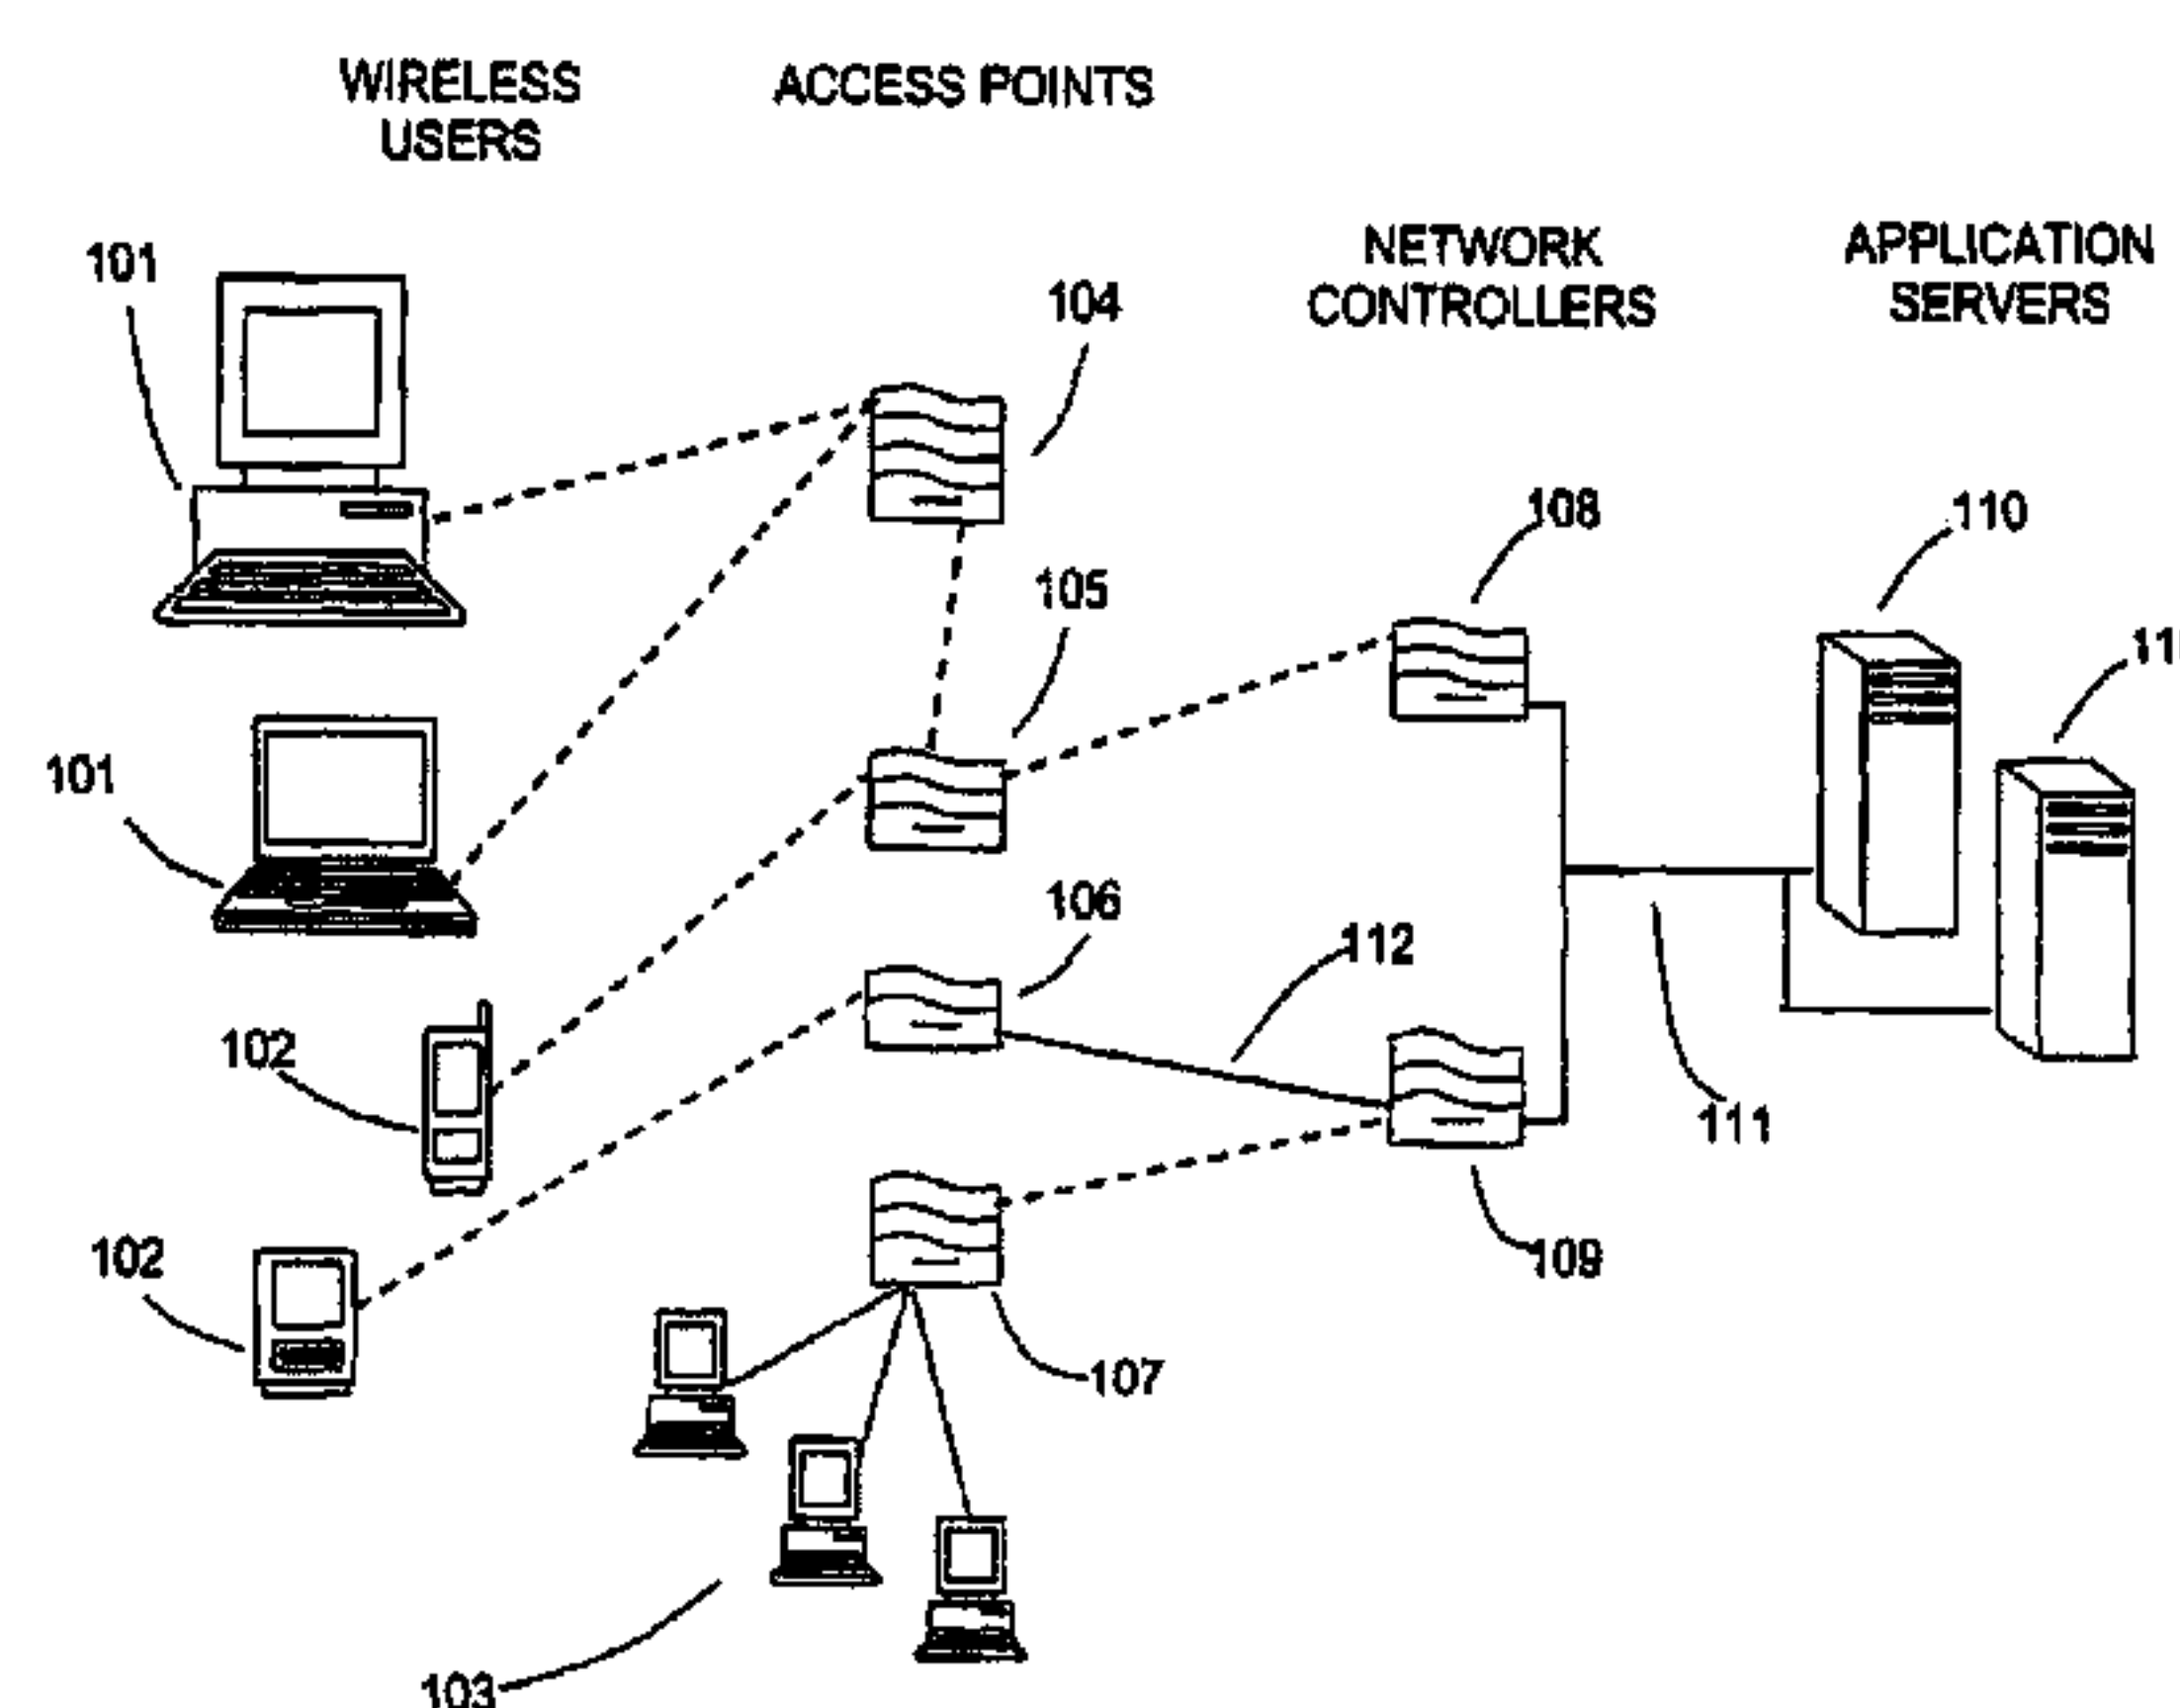 WIRELESS
USERS
ACCESS POINTS
NETWORK
CONTROLLERS
APPLICATION
SERVERS
101
104
108
110
105
101
106
112
102
111
102
109
107
103